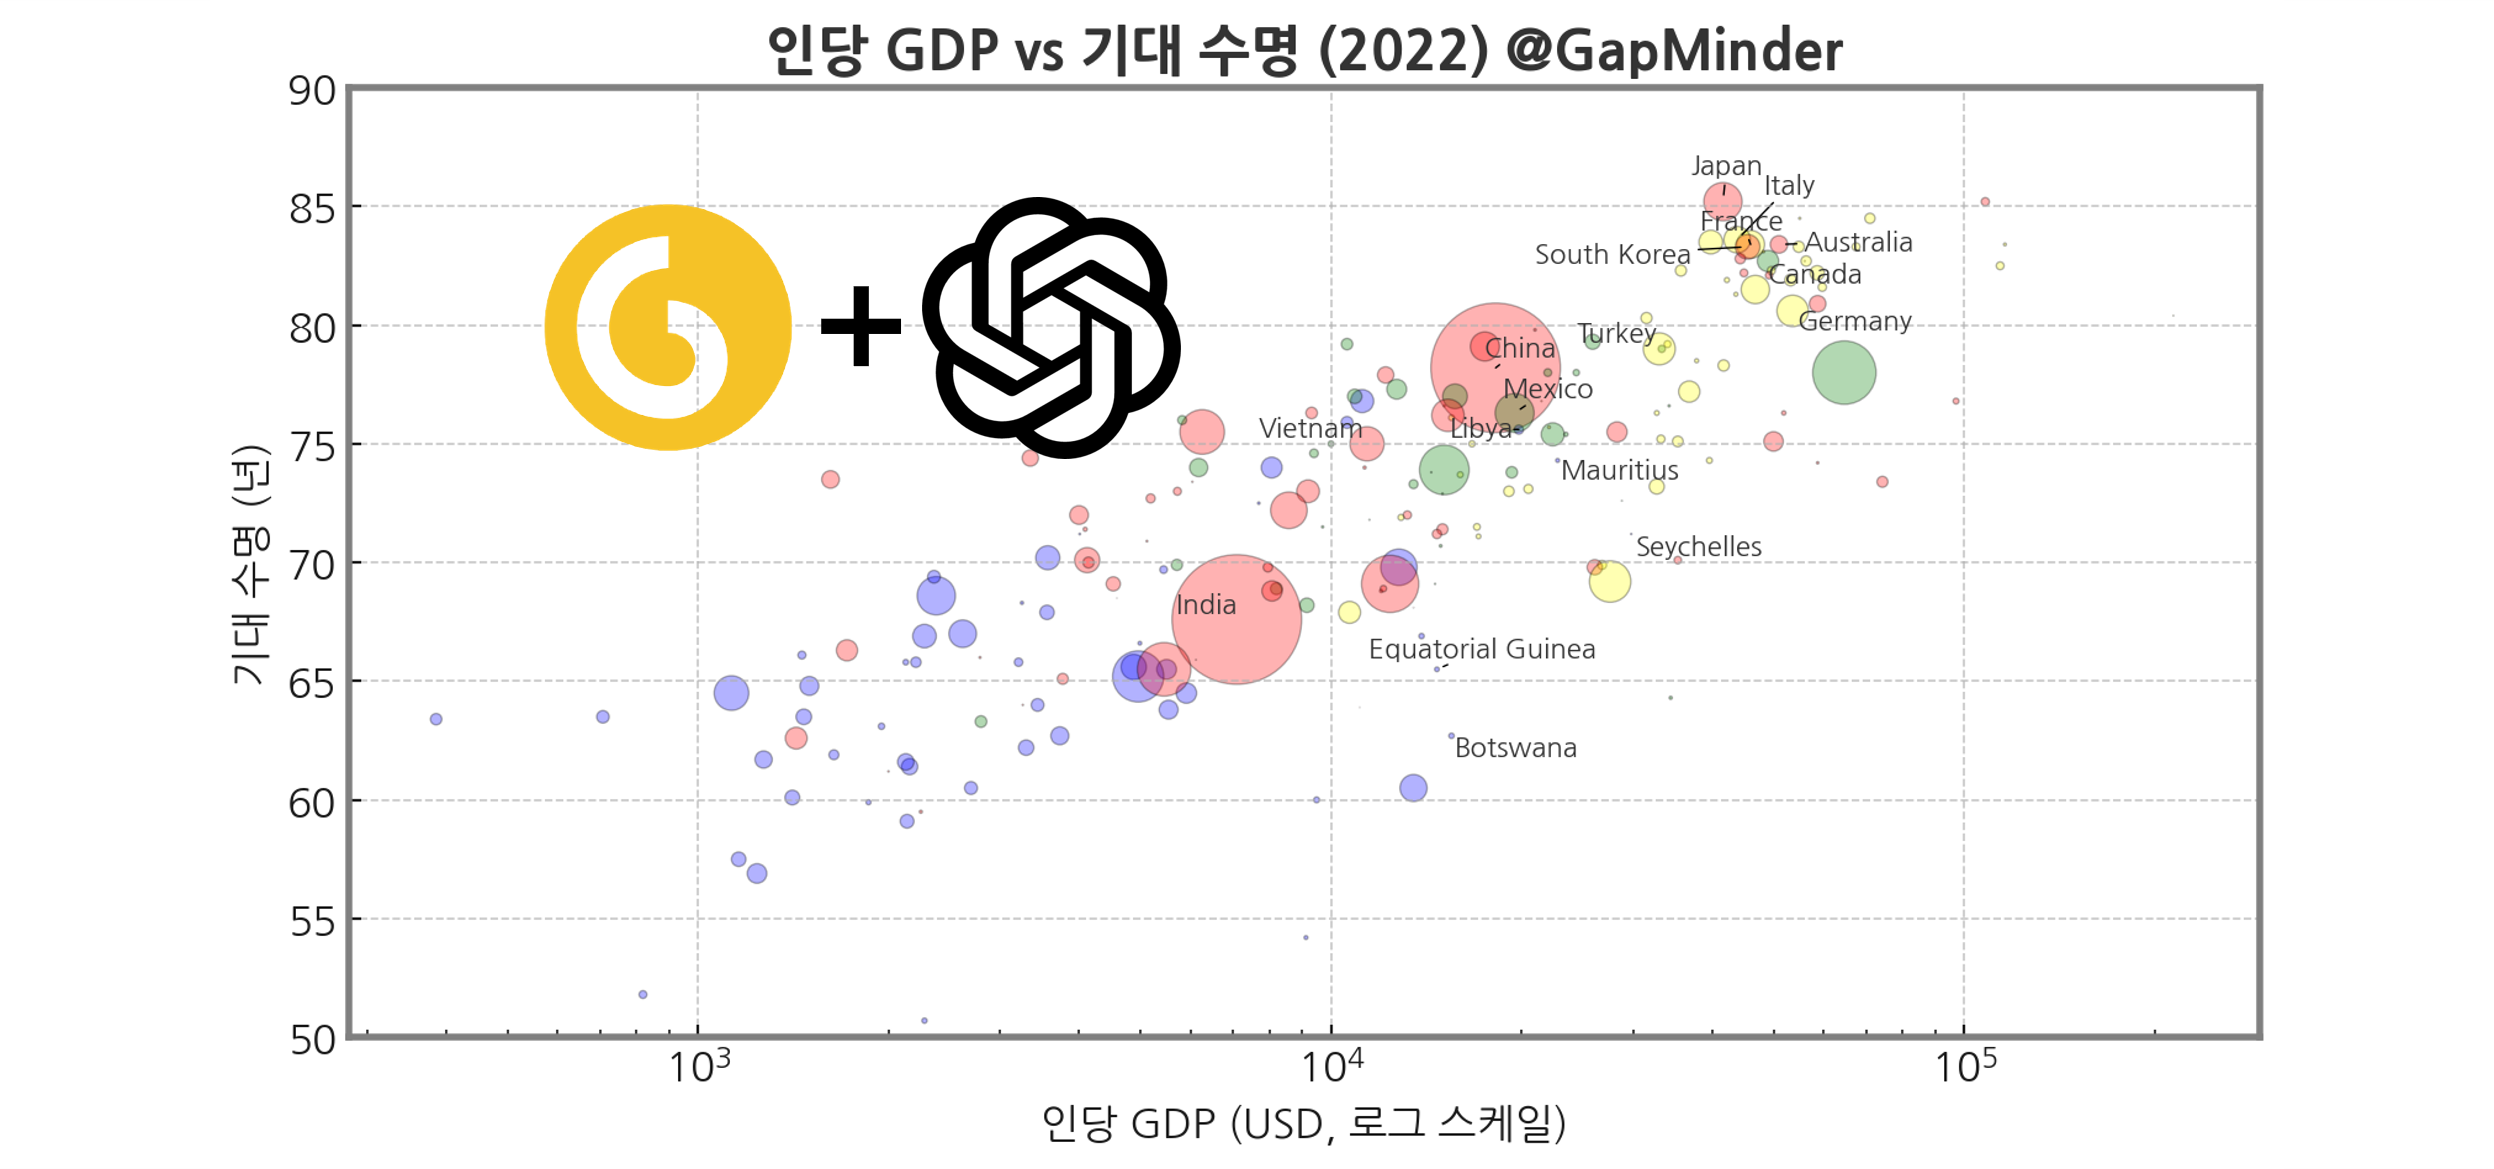 인당 GDP vs 기대 수명 (2022) @GapMinder
90
85
80
75
70
65
60
55
50
기대 수명 (년)
Japan
Italy
France
South Korea
Australia
Canada
Germany
Turkey
China
Mexico
Vietnam
Libya
Mauritius
Seychelles
India
Equatorial Guinea
Botswana
10³
10⁴
10⁵
인당 GDP (USD, 로그 스케일)